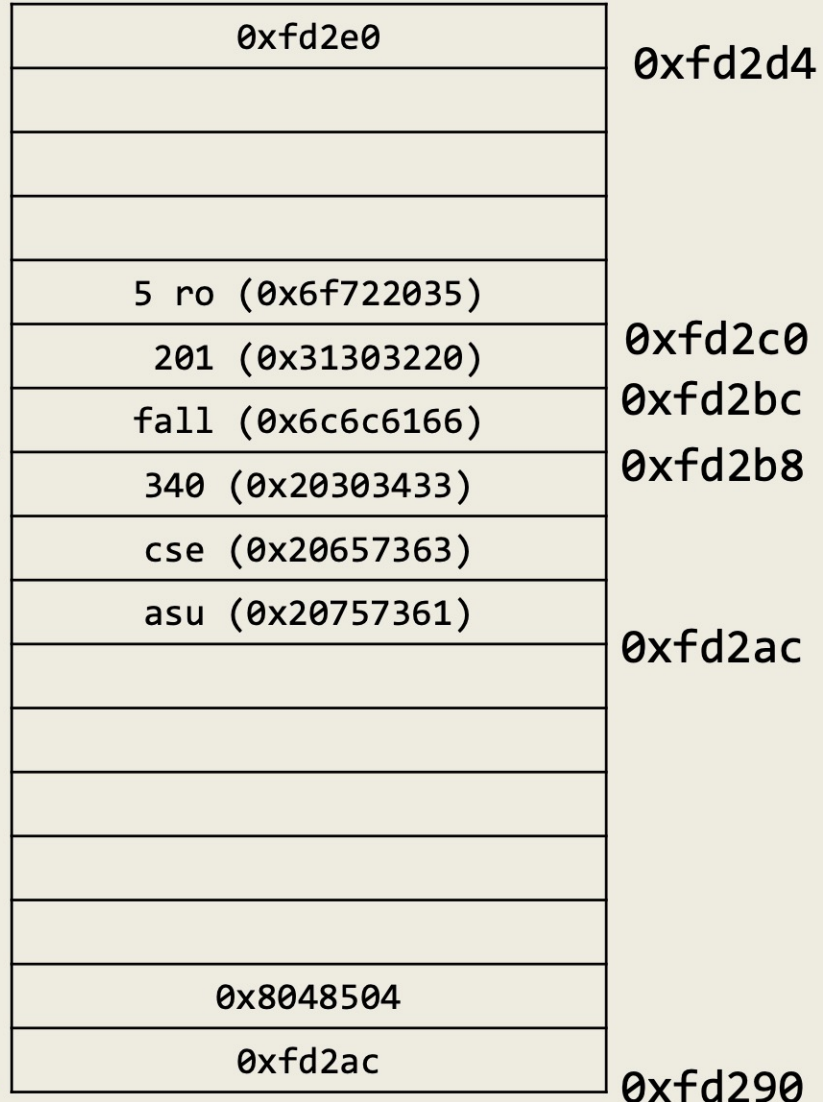 0xfd2e0
0xfd2d4
5 ro (0x6f722035)
0xfd2c0
201 (0x31303220)
0xfd2bc
fall (0x6c6c6166)
0xfd2b8
340 (0x20303433)
cse (0x20657363)
asu (0x20757361)
0xfd2ac
0x8048504
0xfd2ac
0xfd290